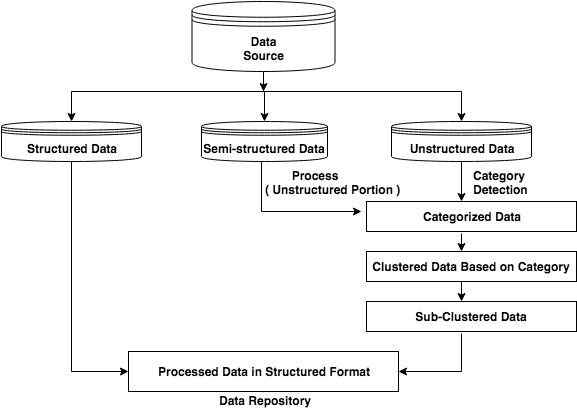 Data
Source
Structured Data
Semi-structured Data
Unstructured Data
Process
( Unstructured Portion )
Category
Detection
Categorized Data
Clustered Data Based on Category
Sub-Clustered Data
Processed Data in Structured Format
Data Repository